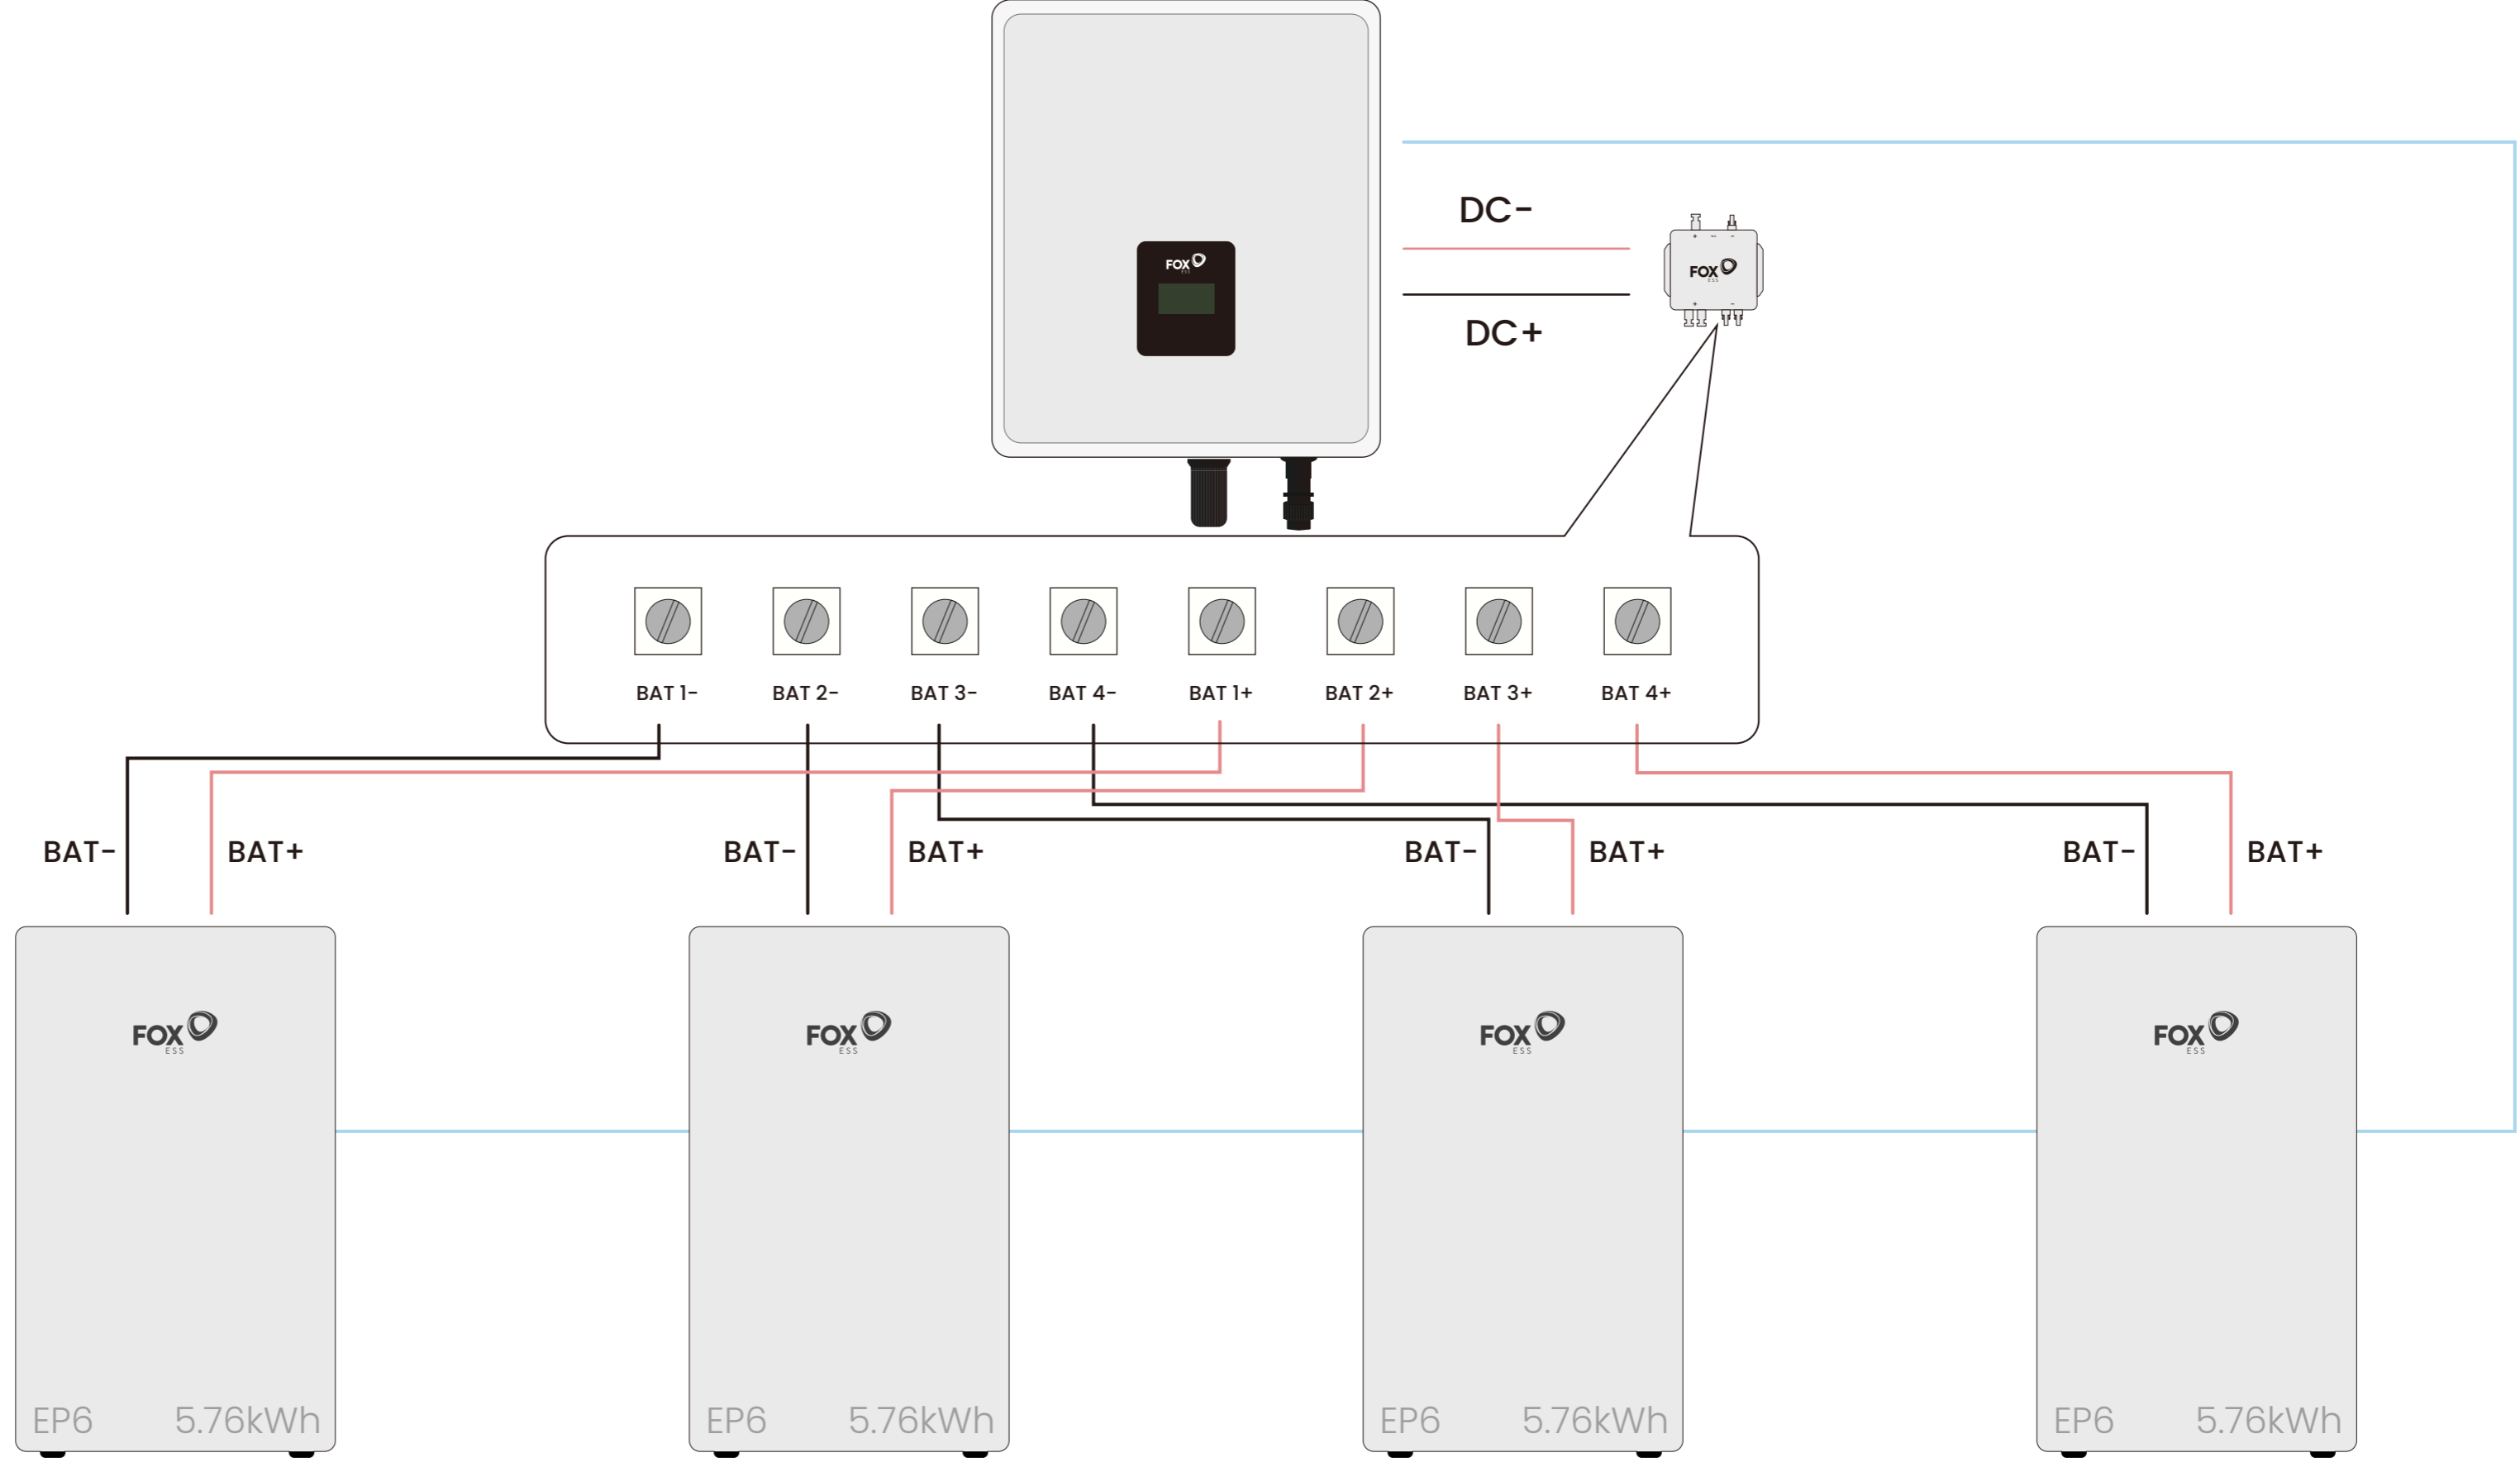 DC-
FOX
ESS
FOX
ESS
DC+
BAT 1- BAT 2- BAT 3- BAT 4- BAT 1+ BAT 2+ BAT 3+ BAT 4+
BAT- BAT+ BAT- BAT+ BAT- BAT+ BAT- BAT+
FOX FOX FOX FOX
ESS ESS ESS ESS
EP6 5.76kWh EP6 5.76kWh EP6 5.76kWh EP6 5.76kWh